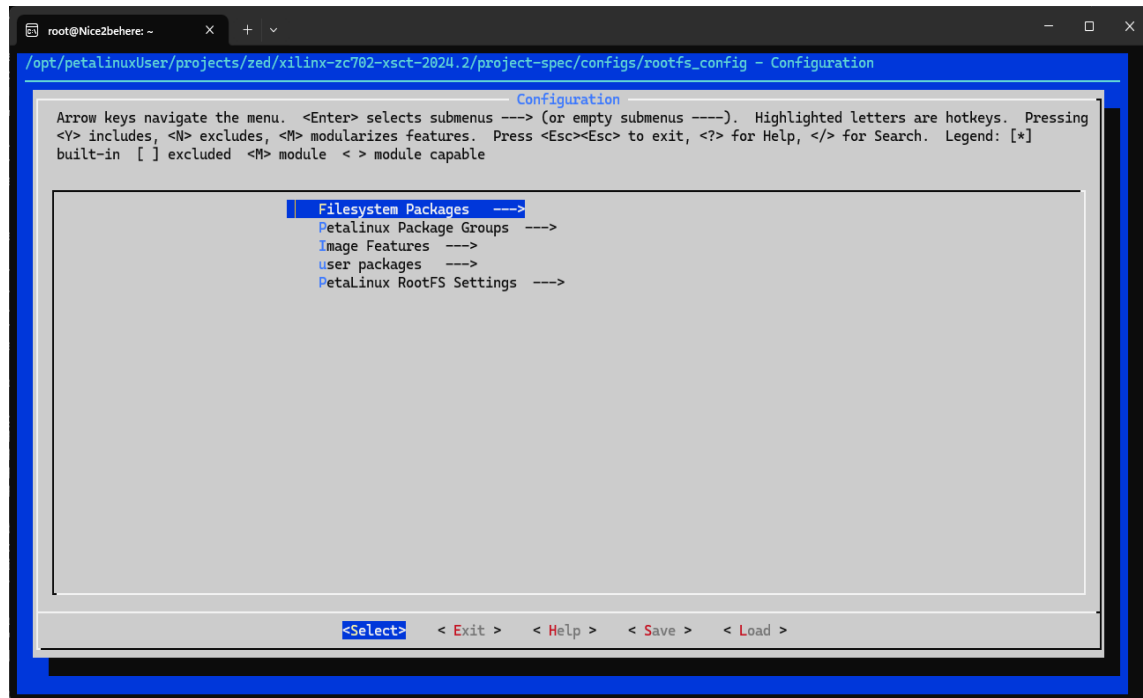 root@Nice2behere: ~
/opt/petalinuxUser/projects/zed/xilinx-zc702-xsct-2024.2/project-spec/configs/rootfs_config - Configuration
Configuration
Arrow keys navigate the menu.  <Enter> selects submenus ---> (or empty submenus ----).  Highlighted letters are hotkeys.  Pressing
<Y> includes, <N> excludes, <M> modularizes features.  Press <Esc><Esc> to exit, <?> for Help, </> for Search.  Legend: [*]
built-in  [ ] excluded  <M> module  < > module capable
Filesystem Packages  --->
Petalinux Package Groups  --->
Image Features  --->
user packages  --->
PetaLinux RootFS Settings  --->
<Select>    < Exit >    < Help >    < Save >    < Load >